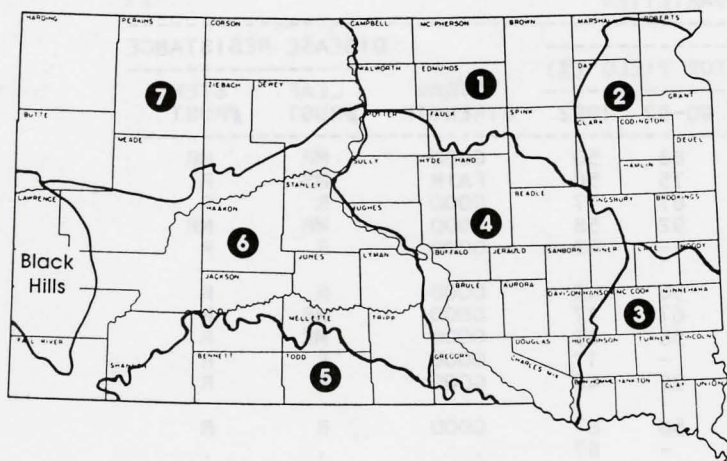 HARDING
PERKINS
CORSON
CAMPBELL
MC PHERSON
BROWN
MARSHALL
ROBERTS
WALWORTH
EDMUNDS
DAY
1
2
7
ZIEBACH
DEWEY
GRANT
BUTTE
POTTER
FAULK
SPINK
CLARK
CODINGTON
MEADE
DEUEL
SULLY
HYDE
HAND
HAMLIN
STANLEY
LAWRENCE
BEADLE
KINGSBURY
BROOKINGS
HAAKON
HUGHES
4
6
Black
Hills
BUFFALO
JERAULD
SANBORN
MINER
LAKE
MOODY
JONES
LYMAN
JACKSON
BRULE
AURORA
DAVISON
HANSON
MC COOK
MINNEHAHA
3
MELLETTE
TRIPP
FALL RIVER
SHANNON
BENNETT
TODD
GREGORY
DOUGLAS
CHARLES MIX
HUTCHINSON
TURNER
LINCOLN
5
BON HOMME
YANKTON
CLAY
UNION
DISEASE RESISTANCE